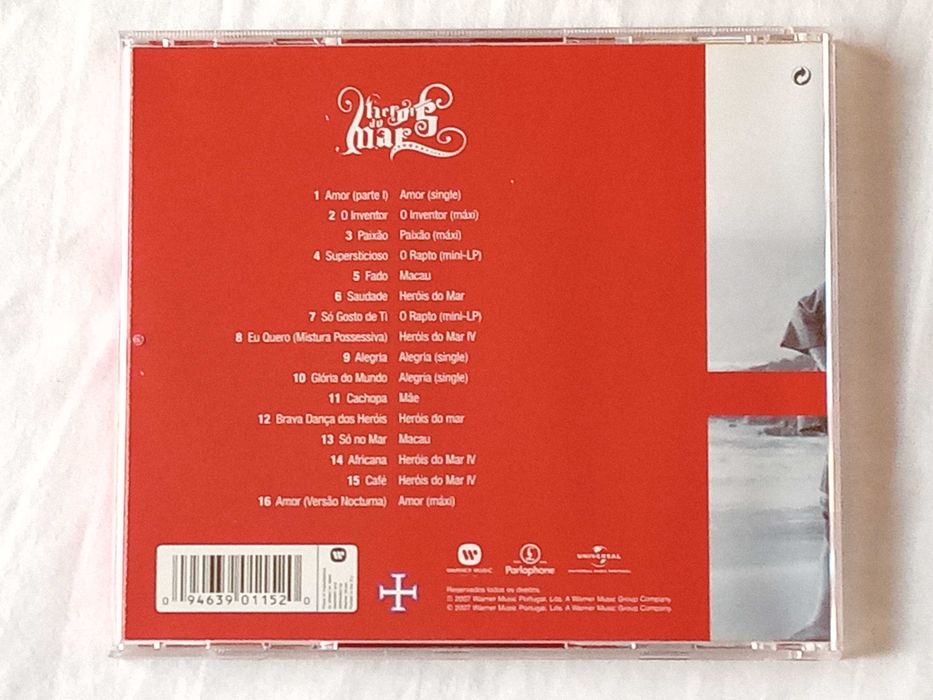 Heróis do Mar
1 Amor (parte I) Amor (single)
2 O Inventor O Inventor (máxi)
3 Paixão Paixão (máxi)
4 Supersticioso O Rapto (mini-LP)
5 Fado Macau
6 Saudade Heróis do Mar
7 Só Gosto de Ti O Rapto (mini-LP)
8 Eu Quero (Mistura Possessiva) Heróis do Mar IV
9 Alegria Alegria (single)
10 Glória do Mundo Alegria (single)
11 Cachopa Mãe
12 Brava Dança dos Heróis Heróis do mar
13 Só no Mar Macau
14 Africana Heróis do Mar IV
15 Café Heróis do Mar IV
16 Amor (Versão Nocturna) Amor (máxi)
0 94639 01152 0
WARNER MUSIC
Parlophone
UNIVERSAL
Reservados todos os direitos
℗ 2007 Warner Music Portugal, Lda. A Warner Music Group Company.
© 2007 Warner Music Portugal, Lda. A Warner Music Group Company.